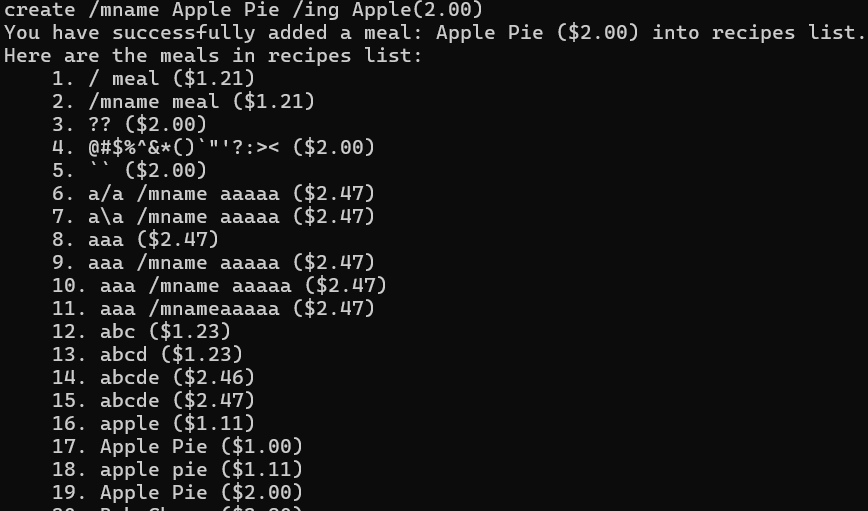 create /mname Apple Pie /ing Apple(2.00)
You have successfully added a meal: Apple Pie ($2.00) into recipes list.
Here are the meals in recipes list:
1. / meal ($1.21)
2. /mname meal ($1.21)
3. ?? ($2.00)
4. @#$%^&*()`"'?:>< ($2.00)
5. `` ($2.00)
6. a/a /mname aaaaa ($2.47)
7. a\a /mname aaaaa ($2.47)
8. aaa ($2.47)
9. aaa /mname aaaaa ($2.47)
10. aaa /mname aaaaa ($2.47)
11. aaa /mnameaaaaa ($2.47)
12. abc ($1.23)
13. abcd ($1.23)
14. abcde ($2.46)
15. abcde ($2.47)
16. apple ($1.11)
17. Apple Pie ($1.00)
18. apple pie ($1.11)
19. Apple Pie ($2.00)